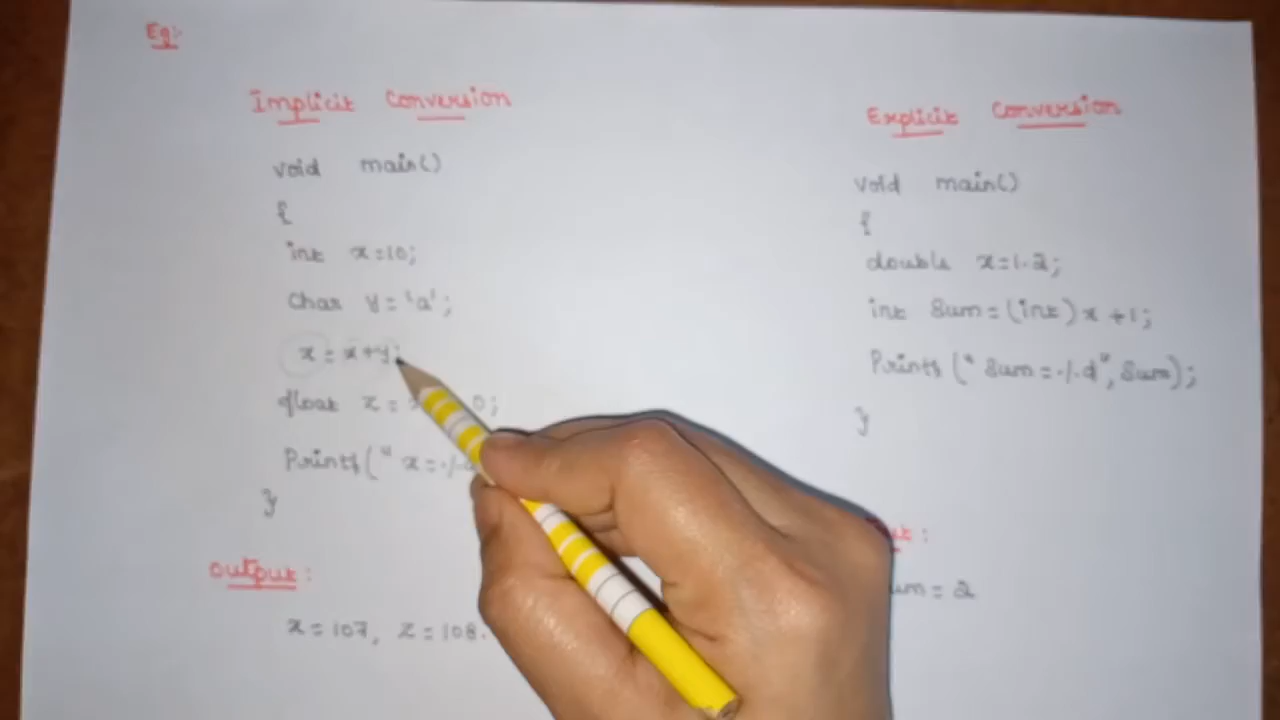 Eg:
Implicit Conversion
void main()
{
int x=10;
char y='a';
x=x+y;
float z= 0;
Printf(" x=%d
}
output:
x=107, z=108.
Explicit Conversion
void main()
{
double x=1.2;
int Sum=(int)x+1;
Printf(" Sum=%d", Sum);
}
= 2